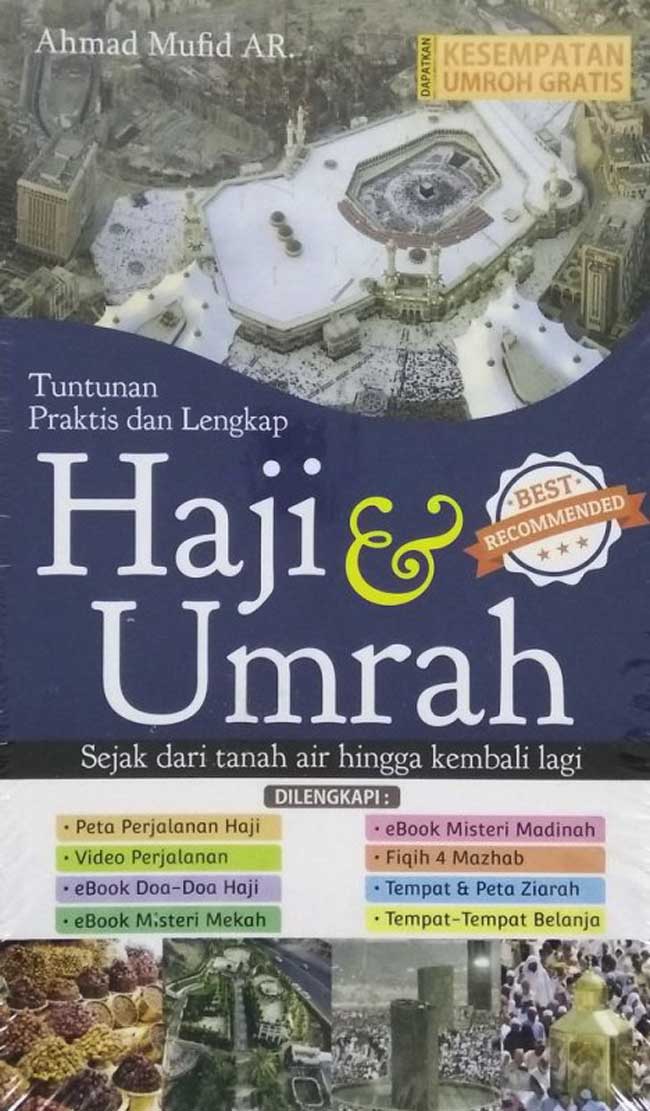 Ahmad Mufid AR.
DAPATKAN
KESEMPATAN
UMROH GRATIS
Tuntunan
Praktis dan Lengkap
Haji &
Umrah
BEST
RECOMMENDED
Sejak dari tanah air hingga kembali lagi
DILENGKAPI :
• Peta Perjalanan Haji
• Video Perjalanan
• eBook Doa-Doa Haji
• eBook Misteri Mekah
• eBook Misteri Madinah
• Fiqih 4 Mazhab
• Tempat & Peta Ziarah
• Tempat-Tempat Belanja